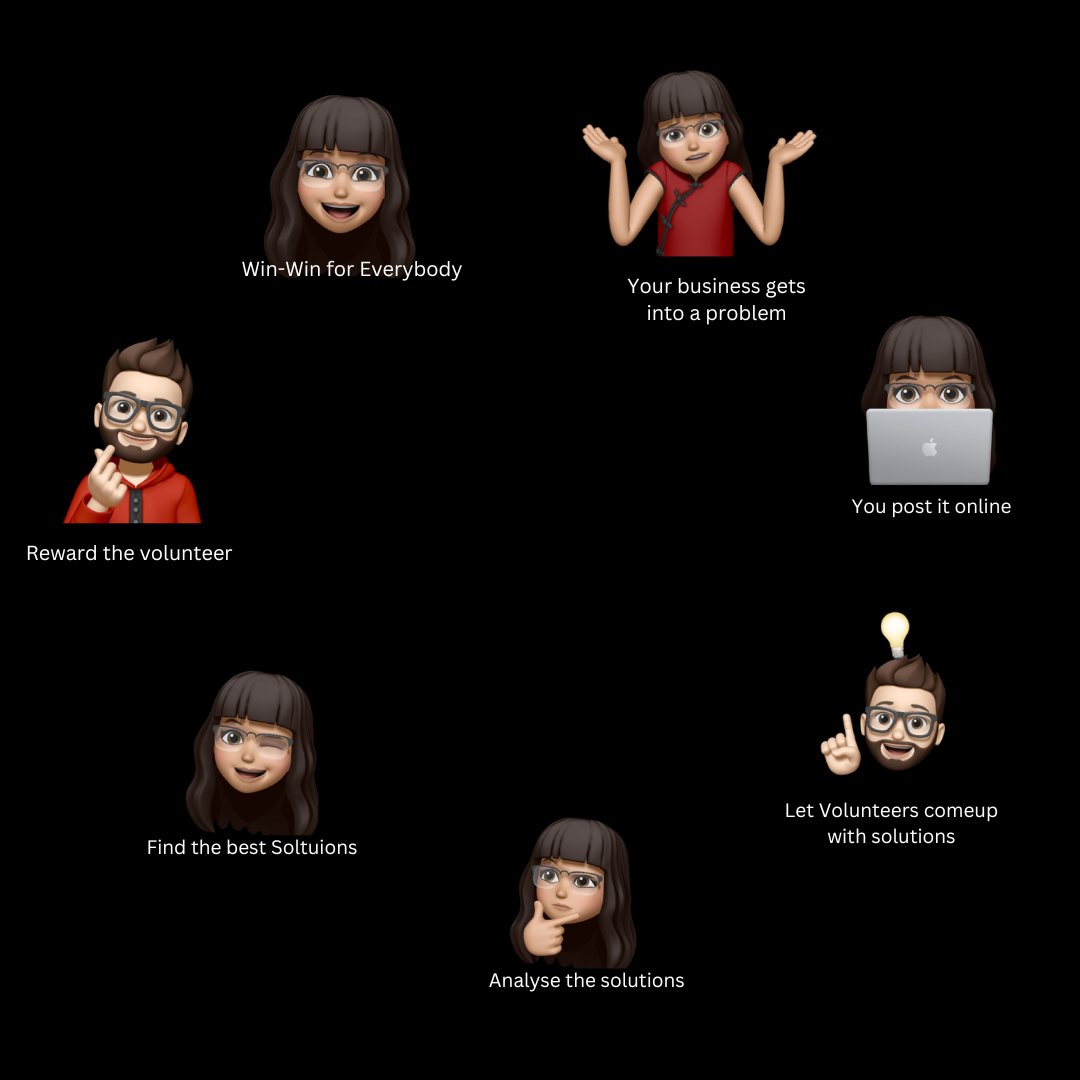 Win-Win for Everybody
Your business gets
into a problem
You post it online
Reward the volunteer
Let Volunteers comeup
with solutions
Find the best Soltuions
Analyse the solutions